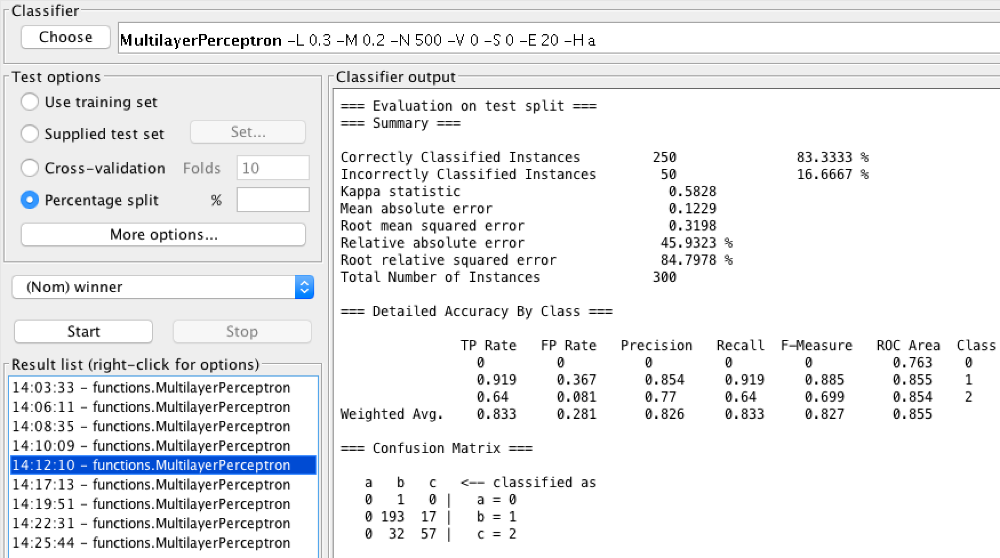 Classifier
Choose
MultilayerPerceptron -L 0.3 -M 0.2 -N 500 -V 0 -S 0 -E 20 -H a
Test options
Use training set
Supplied test set Set...
Cross-validation Folds 10
Percentage split %
More options...
(Nom) winner
Start Stop
Result list (right-click for options)
14:03:33 - functions.MultilayerPerceptron
14:06:11 - functions.MultilayerPerceptron
14:08:35 - functions.MultilayerPerceptron
14:10:09 - functions.MultilayerPerceptron
14:12:10 - functions.MultilayerPerceptron
14:17:13 - functions.MultilayerPerceptron
14:19:51 - functions.MultilayerPerceptron
14:22:31 - functions.MultilayerPerceptron
14:25:44 - functions.MultilayerPerceptron
Classifier output
=== Evaluation on test split ===
=== Summary ===
Correctly Classified Instances 250 83.3333 %
Incorrectly Classified Instances 50 16.6667 %
Kappa statistic 0.5828
Mean absolute error 0.1229
Root mean squared error 0.3198
Relative absolute error 45.9323 %
Root relative squared error 84.7978 %
Total Number of Instances 300
=== Detailed Accuracy By Class ===
TP Rate FP Rate Precision Recall F-Measure ROC Area Class
0 0 0 0 0 0.763 0
0.919 0.367 0.854 0.919 0.885 0.855 1
0.64 0.081 0.77 0.64 0.699 0.854 2
Weighted Avg. 0.833 0.281 0.826 0.833 0.827 0.855
=== Confusion Matrix ===
a b c <-- classified as
0 1 0 | a = 0
0 193 17 | b = 1
0 32 57 | c = 2